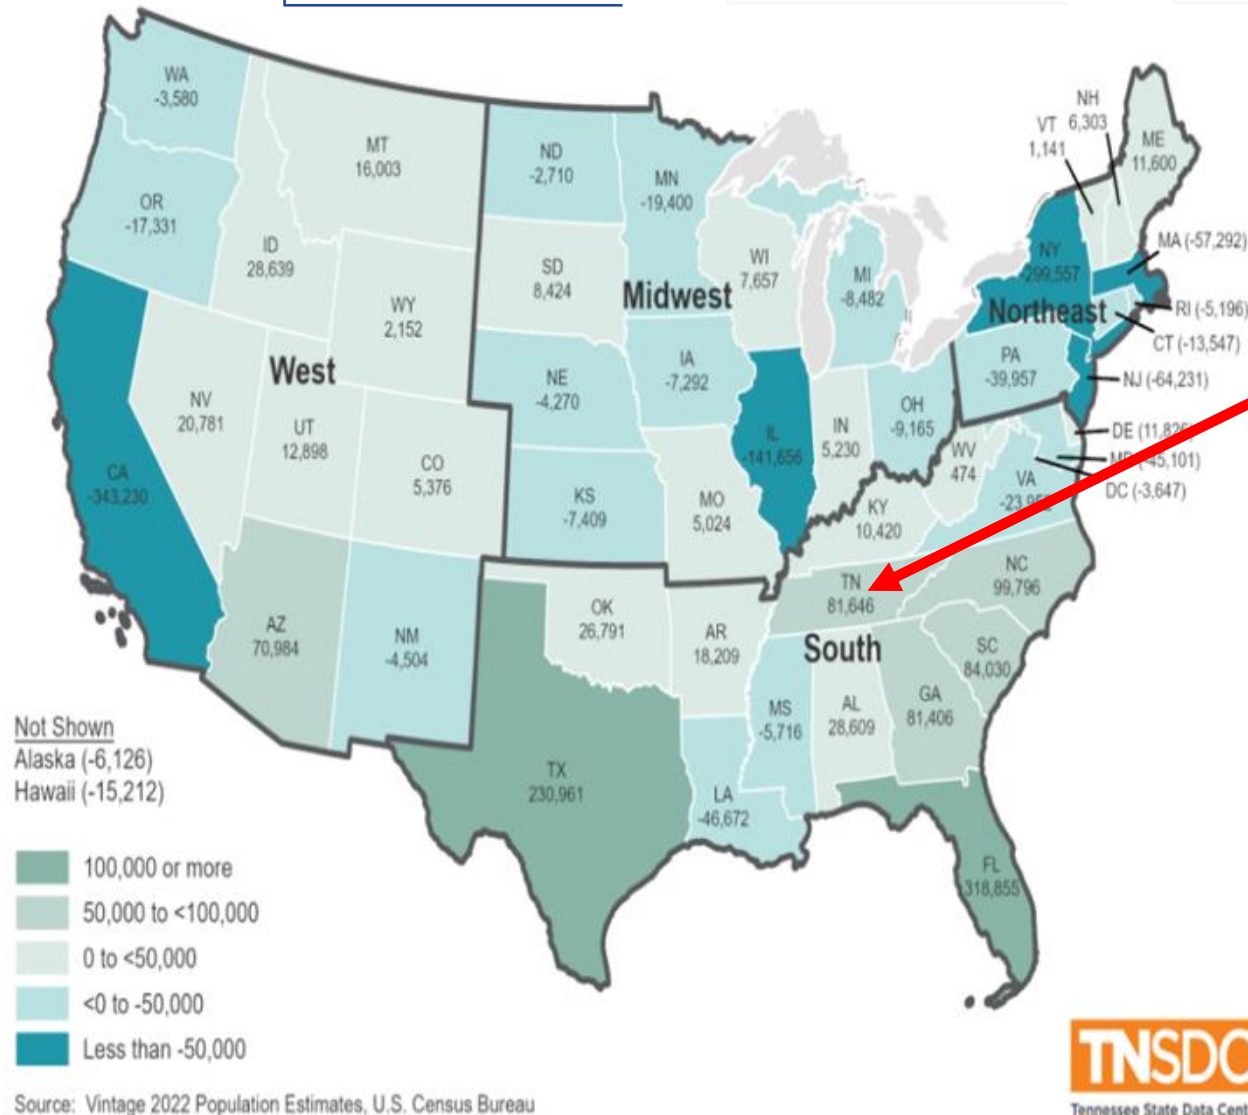 WA
-3,580
MT
16,003
ND
-2,710
MN
-19,400
NH
6,303
VT
1,141
ME
11,600
OR
-17,331
ID
28,639
SD
8,424
WI
7,657
MI
-8,482
NY
-299,557
MA (-57,292)
WY
2,152
Midwest
Northeast
RI (-5,196)
CT (-13,547)
West
IA
-7,292
PA
-39,957
NJ (-64,231)
NE
-4,270
NV
20,781
UT
12,898
IL
-141,656
IN
5,230
OH
-9,165
DE (11,826)
MD (-45,101)
DC (-3,647)
CA
-343,230
CO
5,376
WV
474
VA
KS
-7,409
MO
5,024
KY
10,420
TN
81,646
NC
99,796
AZ
70,984
NM
-4,504
OK
26,791
AR
18,209
South
SC
84,030
MS
-5,716
AL
28,609
GA
81,406
TX
230,961
LA
-46,672
FL
318,855
Not Shown
Alaska (-6,126)
Hawaii (-15,212)
100,000 or more
50,000 to <100,000
0 to <50,000
<0 to -50,000
Less than -50,000
Source: Vintage 2022 Population Estimates, U.S. Census Bureau
TNSDC
Tennessee State Data Cent